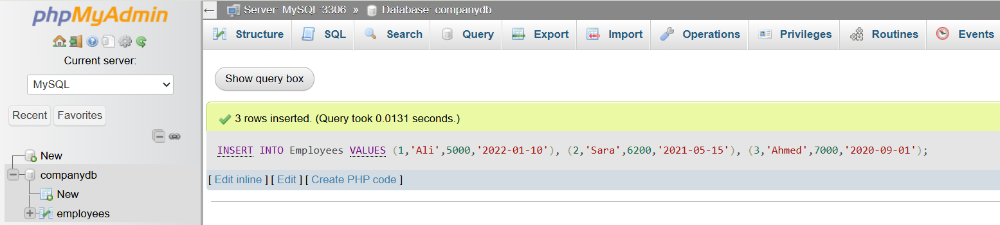 phpMyAdmin
Current server:
MySQL
Recent Favorites
New
companydb
New
employees
Server: MySQL:3306 » Database: companydb
Structure SQL Search Query Export Import Operations Privileges Routines Events
Show query box
3 rows inserted. (Query took 0.0131 seconds.)
INSERT INTO Employees VALUES (1,'Ali',5000,'2022-01-10'), (2,'Sara',6200,'2021-05-15'), (3,'Ahmed',7000,'2020-09-01');
[ Edit inline ] [ Edit ] [ Create PHP code ]